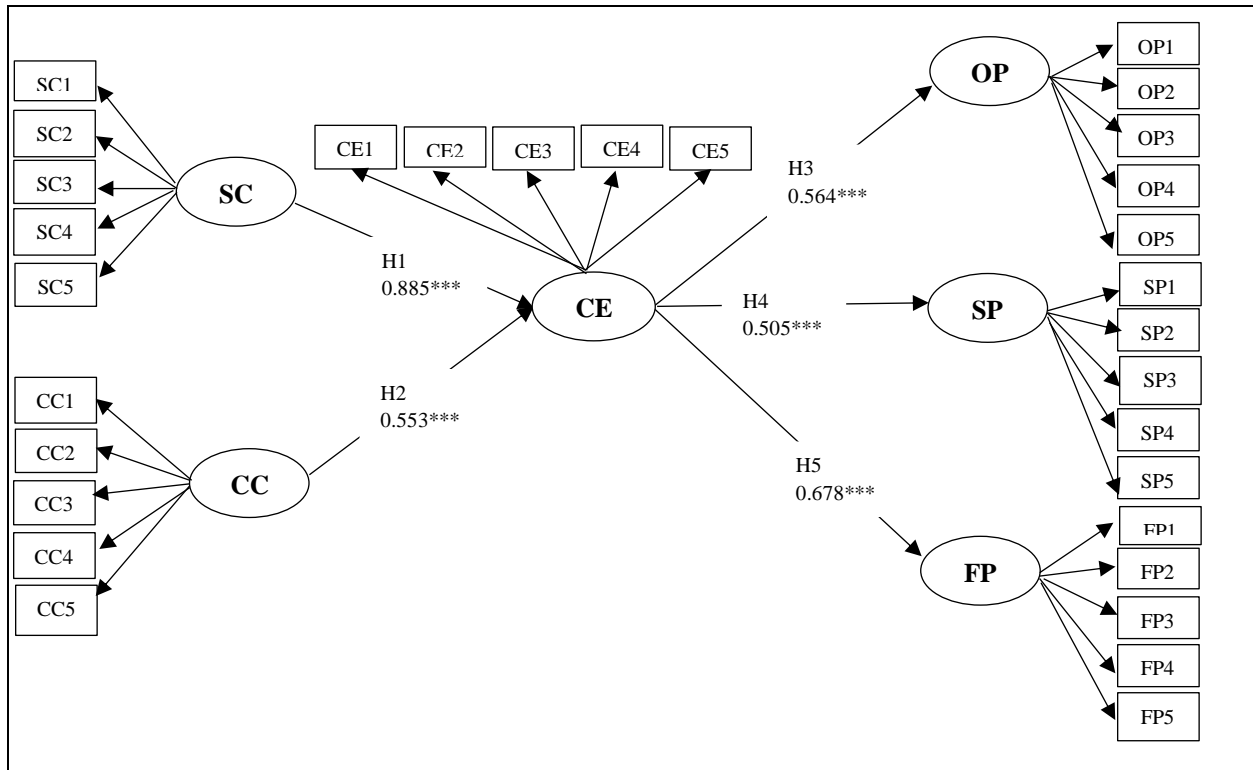 SC1
SC2
SC3
SC4
SC5
SC
CC1
CC2
CC3
CC4
CC5
CC
CE1
CE2
CE3
CE4
CE5
CE
H1
0.885***
H2
0.553***
H3
0.564***
H4
0.505***
H5
0.678***
OP
OP1
OP2
OP3
OP4
OP5
SP
SP1
SP2
SP3
SP4
SP5
FP
FP1
FP2
FP3
FP4
FP5